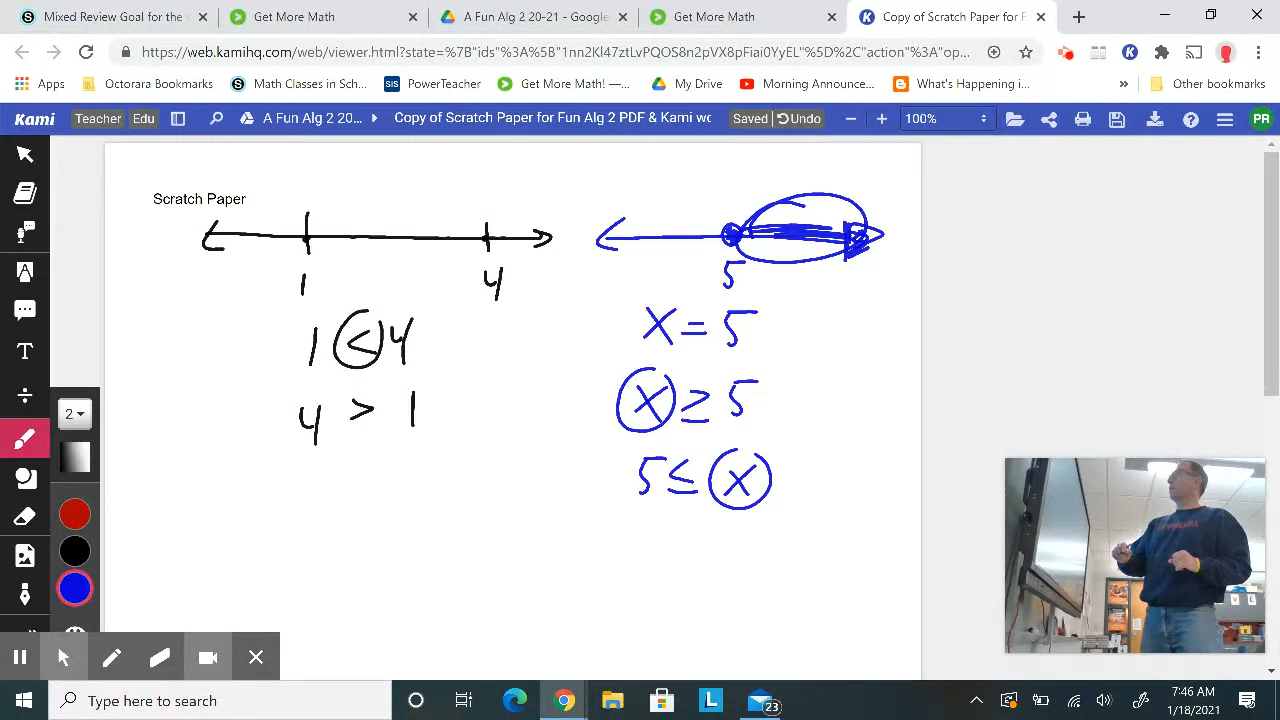 Mixed Review Goal for the
Get More Math
A Fun Alg 2 20-21 - Google
Get More Math
Copy of Scratch Paper for F
https://web.kamihq.com/web/viewer.html?state=%7B"ids"%3A%5B"1nn2Kl47ztLvPQOS8n2pVX8pFai0YyEL"%5D%2C"action"%3A"op...
Apps
Octorara Bookmarks
Math Classes in Sch...
PowerTeacher
Get More Math! —...
My Drive
Morning Announce...
What's Happening i...
»
Other bookmarks
Kami
Teacher
Edu
A Fun Alg 2 20...
Copy of Scratch Paper for Fun Alg 2 PDF & Kami wo
Saved
Undo
100%
PR
Scratch Paper
1 4
1 < 4
4 > 1
5
x = 5
x ≥ 5
5 ≤ x
T
2
Type here to search
L
23
7:46 AM
1/18/2021